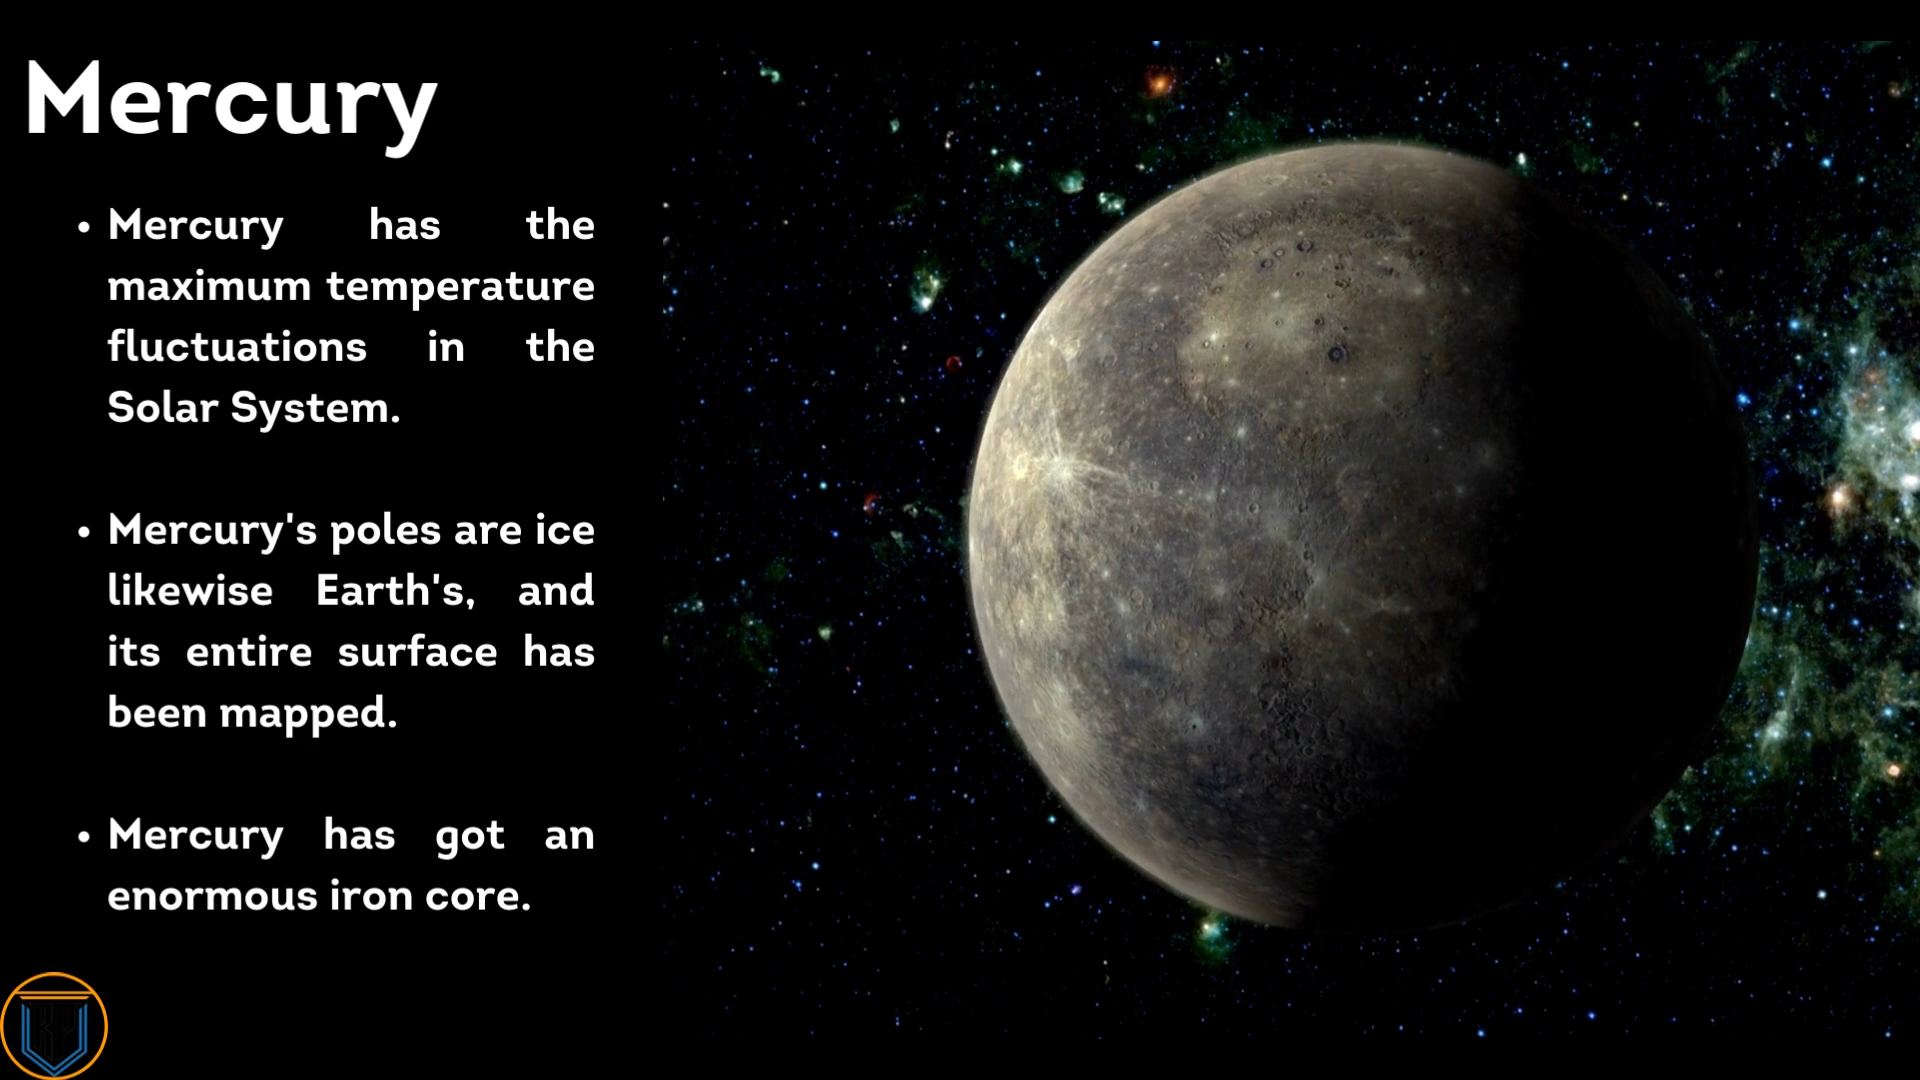 Mercury
• Mercury has the
maximum temperature
fluctuations in the
Solar System.
• Mercury's poles are ice
likewise Earth's, and
its entire surface has
been mapped.
• Mercury has got an
enormous iron core.